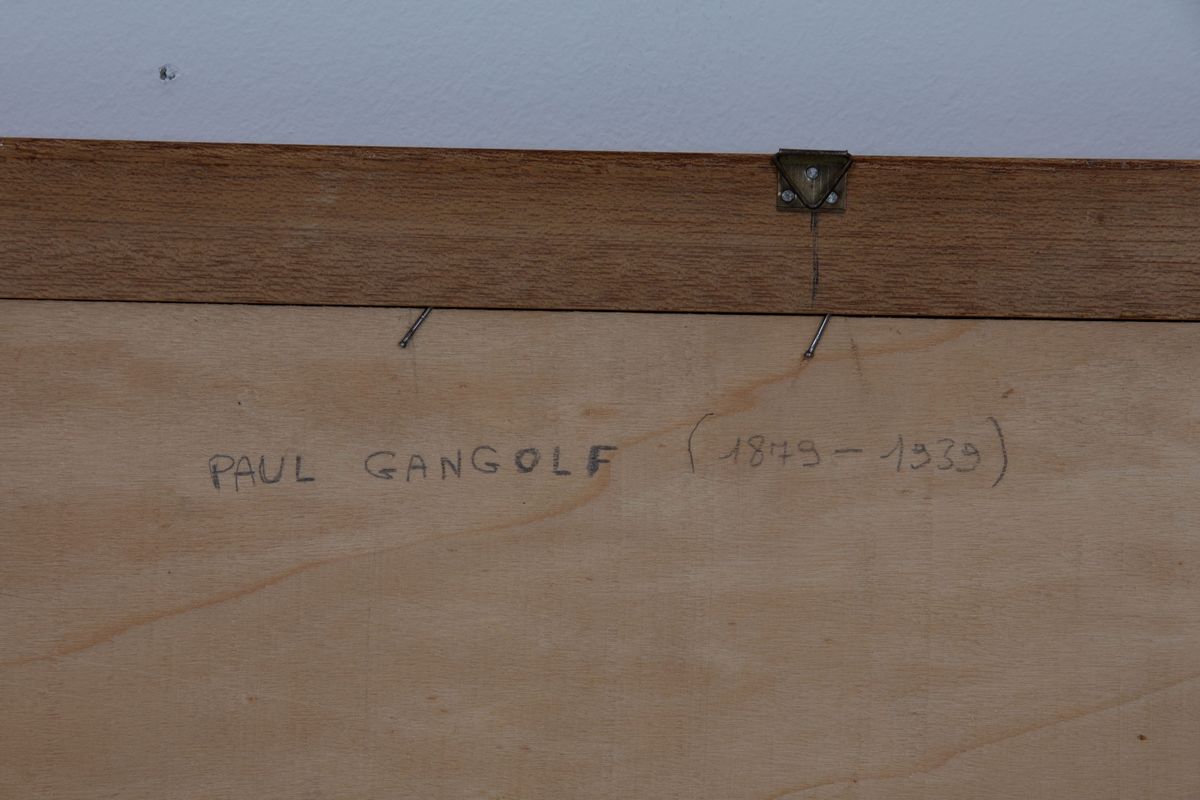 PAUL GANGOLF (1879 – 1939)